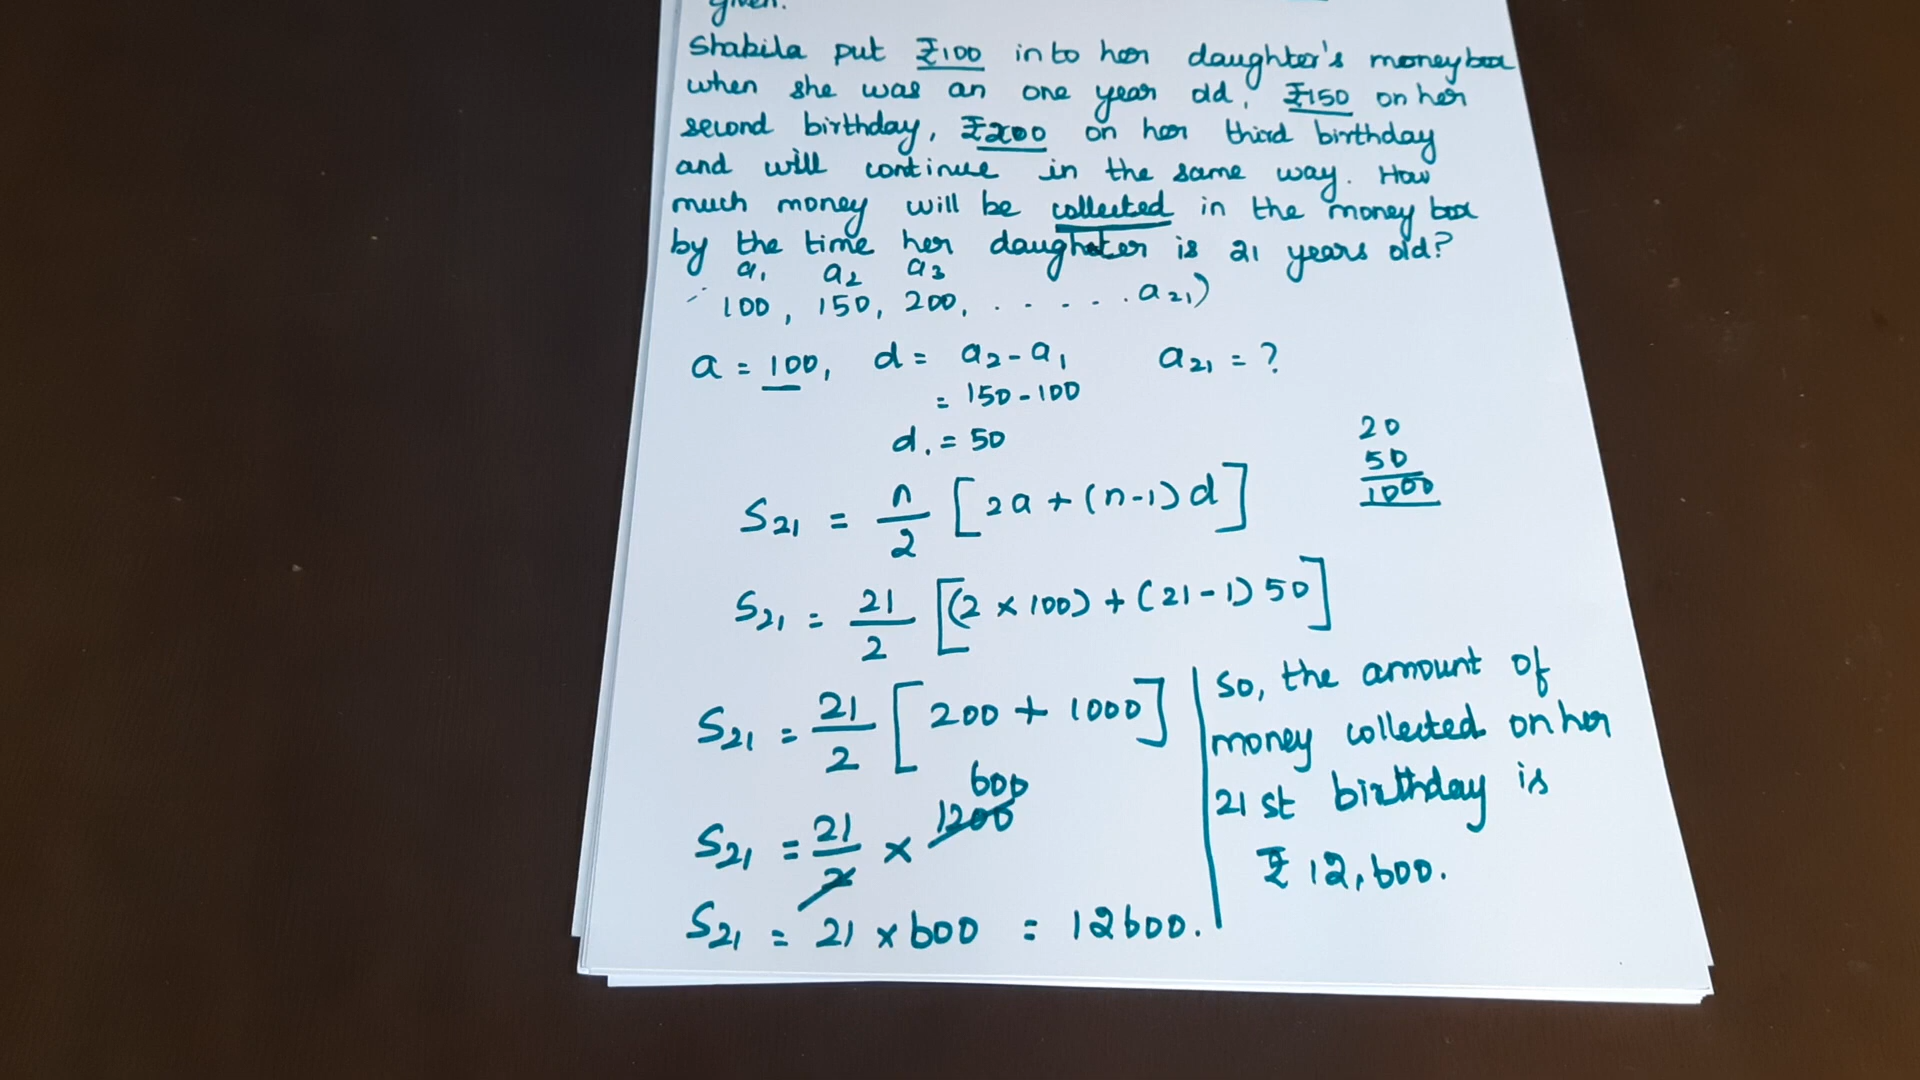 given.
Shabila put ₹100 in to her daughter's moneybox
when she was an one year old, ₹150 on her
second birthday, ₹200 on her third birthday
and will continue in the same way. How
much money will be collected in the money box
by the time her daughter is 21 years old?
a1 a2 a3
100, 150, 200, ..... a21)
a = 100, d = a2 - a1 a21 = ?
= 150 - 100
d. = 50
20
50
1000
S21 = n/2 [2a + (n-1) d]
S21 = 21/2 [(2 × 100) + (21 - 1) 50]
S21 = 21/2 [200 + 1000]
600
S21 = 21/2 × 1200
S21 = 21 × 600 = 12600.
So, the amount of
money collected on her
21 st birthday is
₹ 12,600.